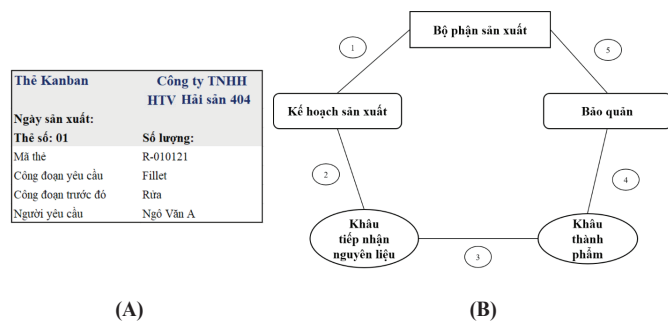 Thẻ Kanban
Công ty TNHH
HTV Hải sản 404
Ngày sản xuất:
Thẻ số: 01 Số lượng:
Mã thẻ R-010121
Công đoạn yêu cầu Fillet
Công đoạn trước đó Rửa
Người yêu cầu Ngô Văn A
(A)
Bộ phận sản xuất
1
5
Kế hoạch sản xuất
Bảo quản
2
4
Khâu
tiếp nhận
nguyên liệu
3
Khâu
thành
phẩm
(B)